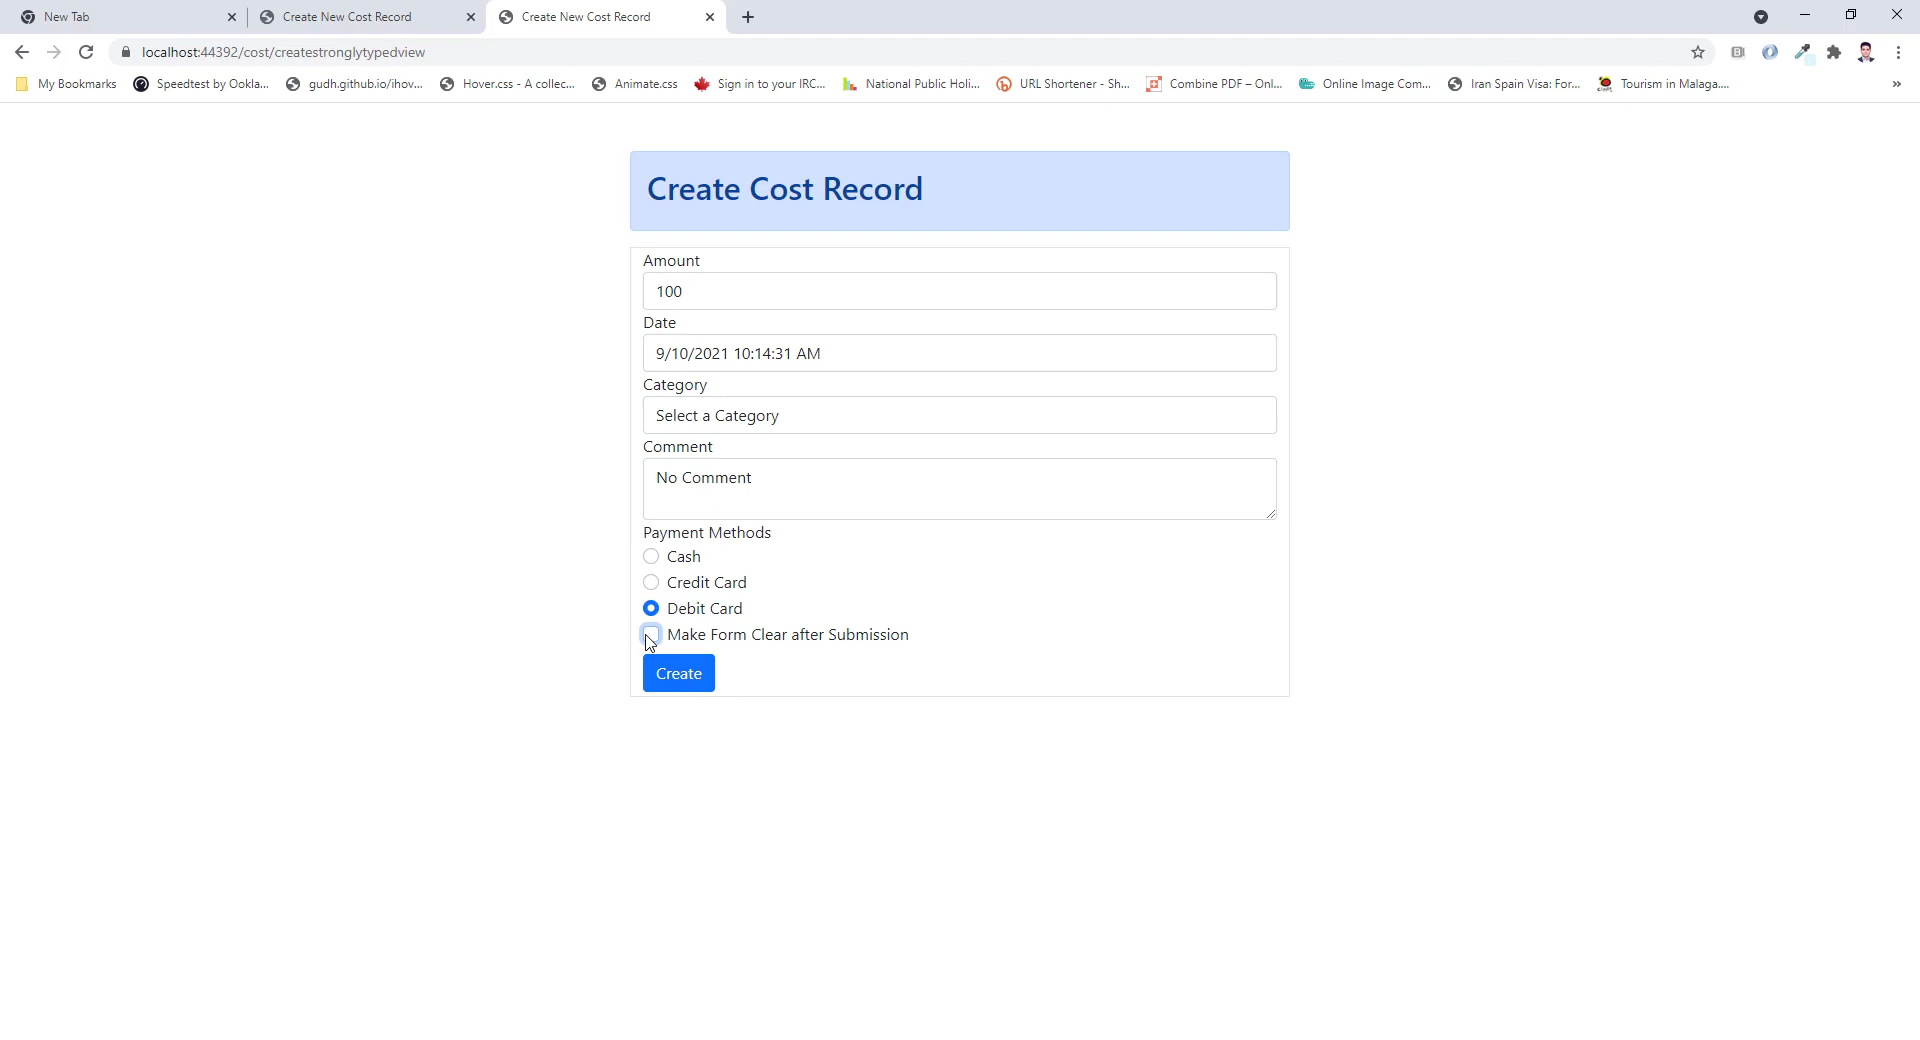 New Tab
Create New Cost Record
Create New Cost Record
localhost:44392/cost/createstronglytypedview
My Bookmarks
Speedtest by Ookla...
gudh.github.io/ihov...
Hover.css - A collec...
Animate.css
Sign in to your IRC...
National Public Holi...
URL Shortener - Sh...
Combine PDF – Onl...
Online Image Com...
Iran Spain Visa: For...
Tourism in Malaga....
Create Cost Record
Amount
100
Date
9/10/2021 10:14:31 AM
Category
Select a Category
Comment
No Comment
Payment Methods
Cash
Credit Card
Debit Card
Make Form Clear after Submission
Create